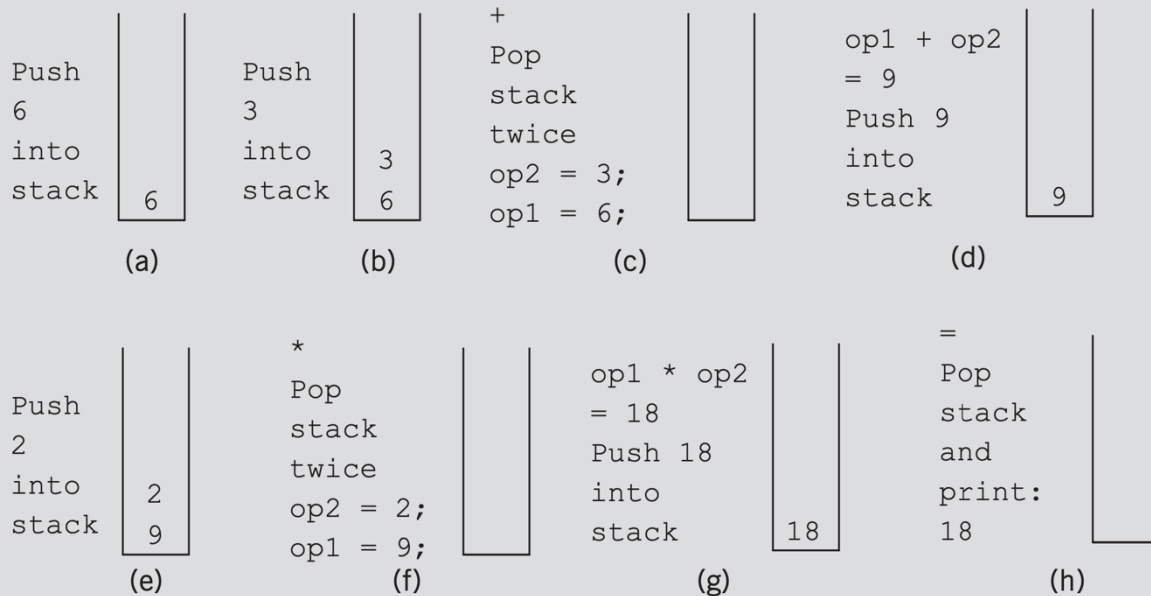 Push
6
into
stack
6
(a)
Push
3
into
stack
3
6
(b)
+
Pop
stack
twice
op2 = 3;
op1 = 6;
(c)
op1 + op2
= 9
Push 9
into
stack
9
(d)
Push
2
into
stack
2
9
(e)
*
Pop
stack
twice
op2 = 2;
op1 = 9;
(f)
op1 * op2
= 18
Push 18
into
stack
18
(g)
=
Pop
stack
and
print:
18
(h)